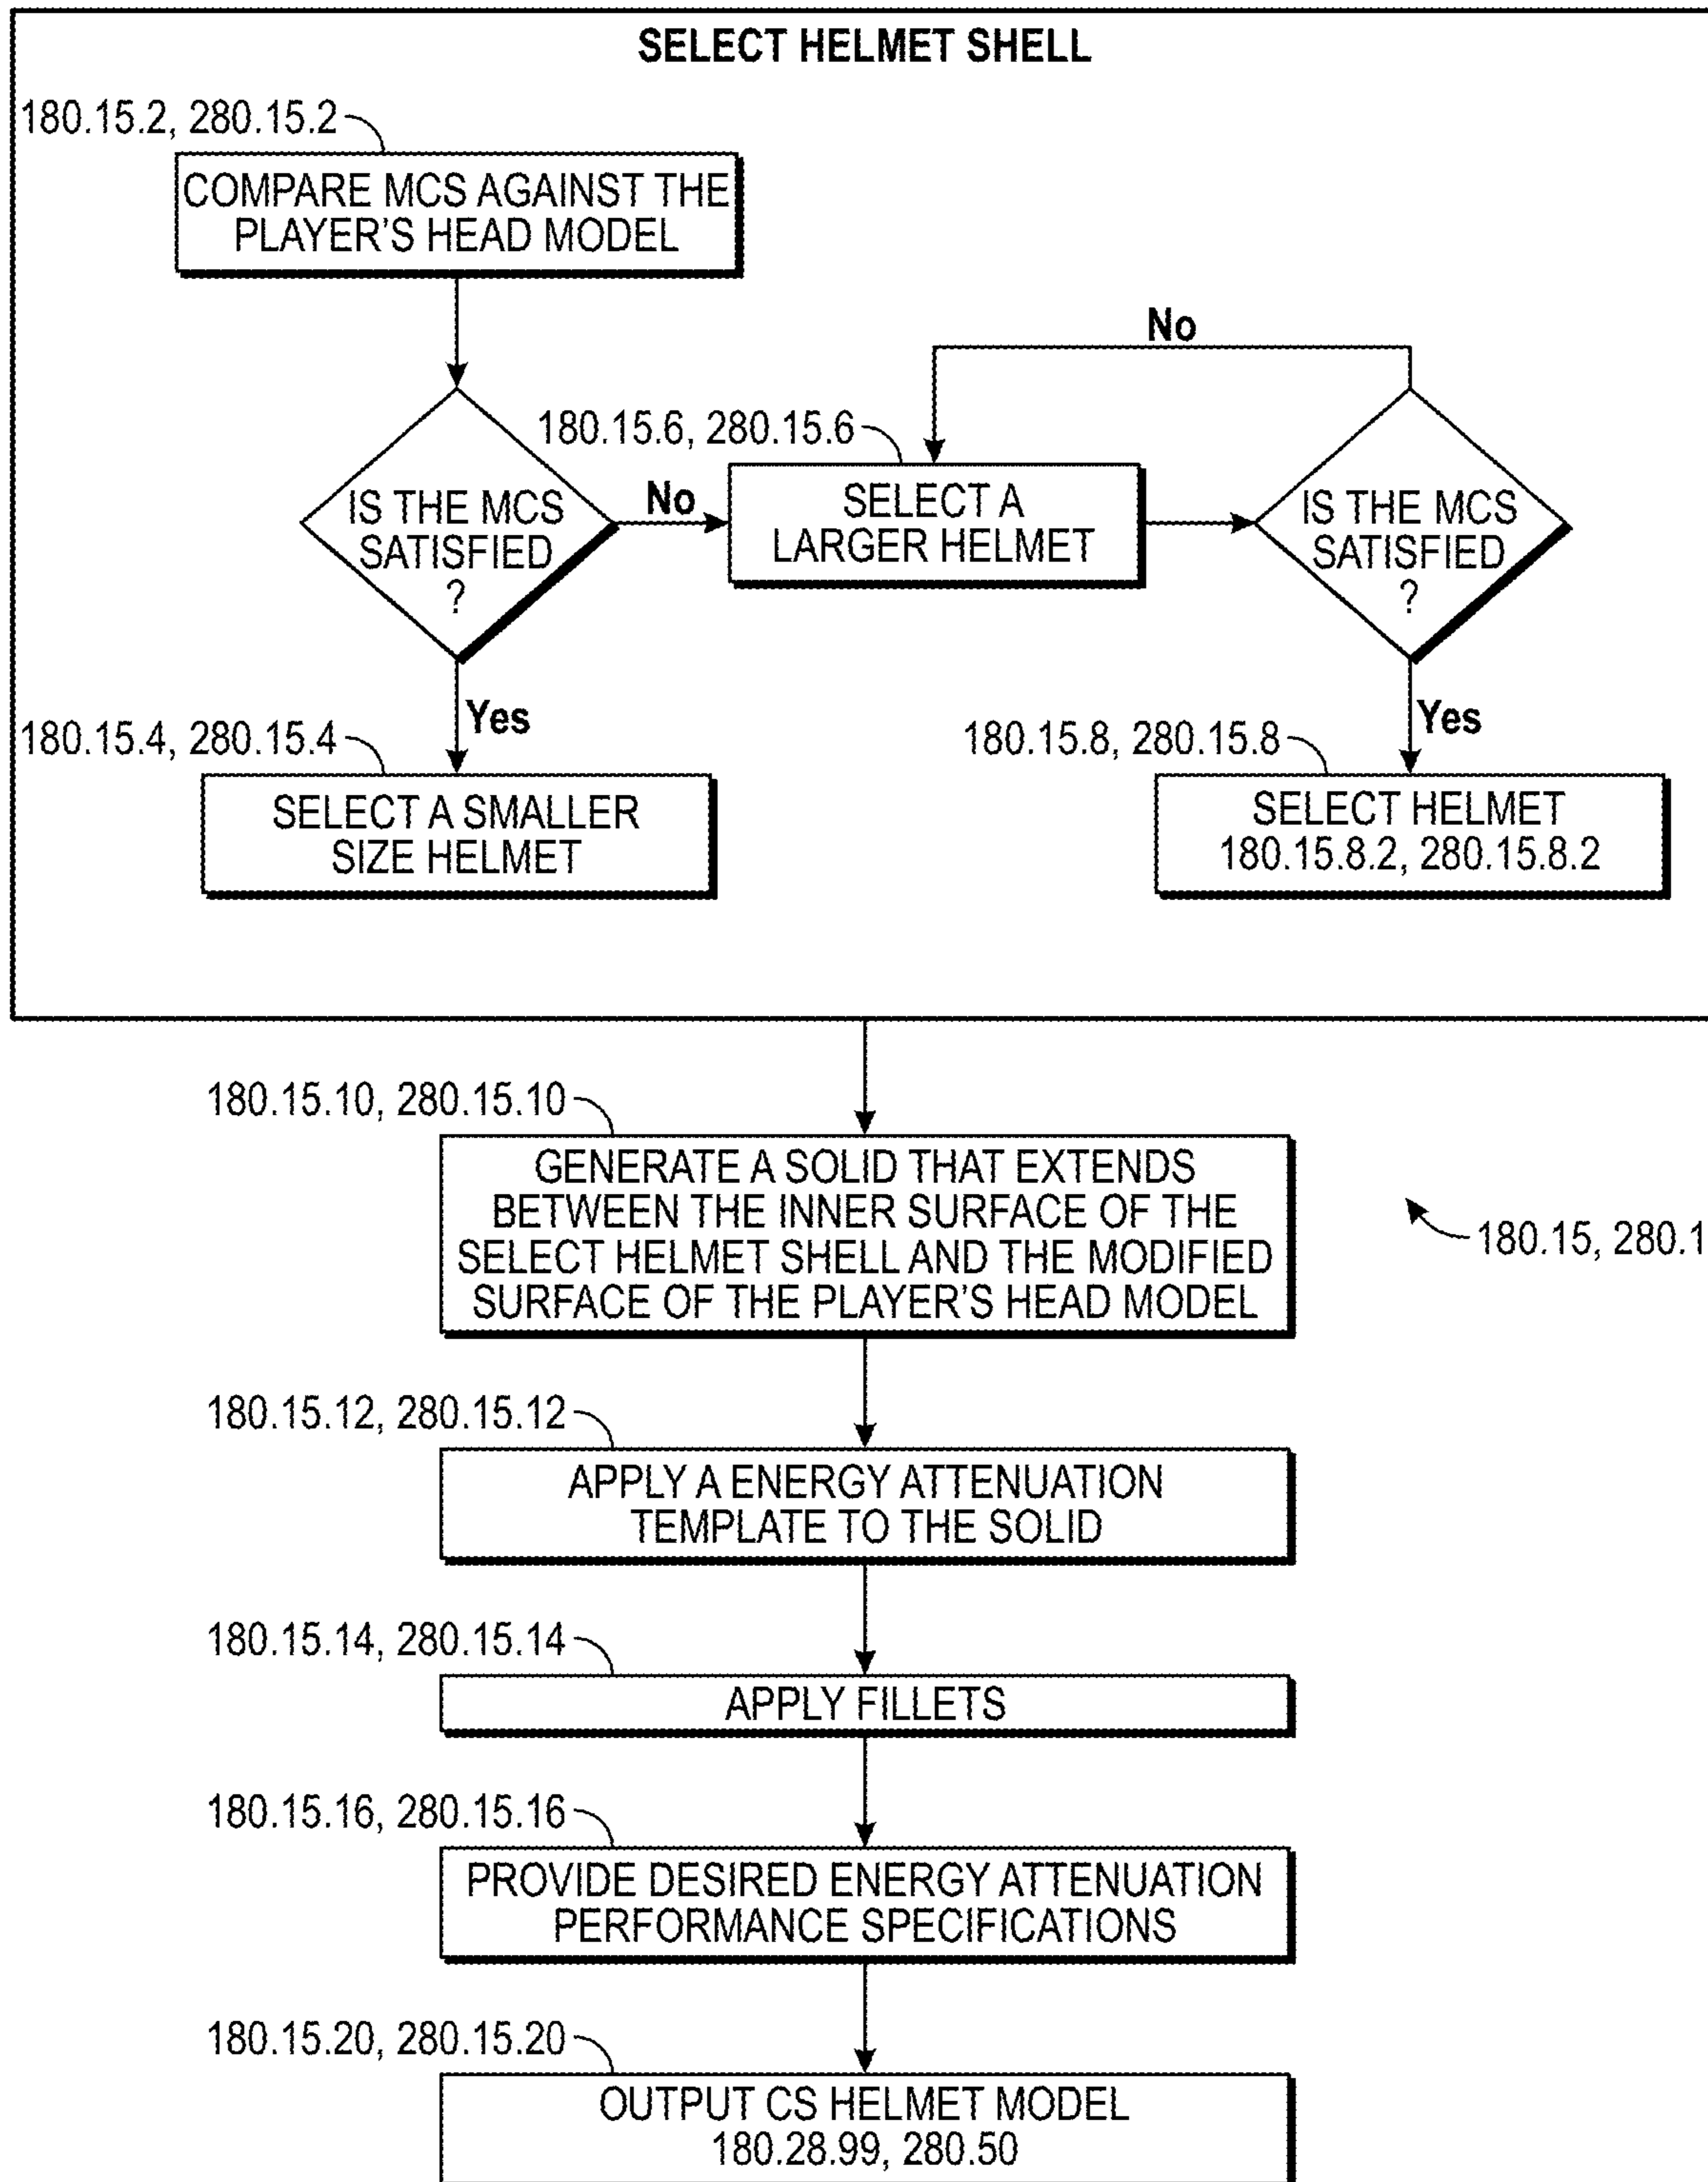 SELECT HELMET SHELL
180.15.2, 280.15.2
COMPARE MCS AGAINST THE
PLAYER'S HEAD MODEL
No
180.15.6, 280.15.6
IS THE MCS
SATISFIED
?
No
SELECT A
LARGER HELMET
IS THE MCS
SATISFIED
?
Yes
Yes
180.15.4, 280.15.4
SELECT A SMALLER
SIZE HELMET
180.15.8, 280.15.8
SELECT HELMET
180.15.8.2, 280.15.8.2
180.15.10, 280.15.10
GENERATE A SOLID THAT EXTENDS
BETWEEN THE INNER SURFACE OF THE
SELECT HELMET SHELL AND THE MODIFIED
SURFACE OF THE PLAYER'S HEAD MODEL
180.15, 280.1
180.15.12, 280.15.12
APPLY A ENERGY ATTENUATION
TEMPLATE TO THE SOLID
180.15.14, 280.15.14
APPLY FILLETS
180.15.16, 280.15.16
PROVIDE DESIRED ENERGY ATTENUATION
PERFORMANCE SPECIFICATIONS
180.15.20, 280.15.20
OUTPUT CS HELMET MODEL
180.28.99, 280.50